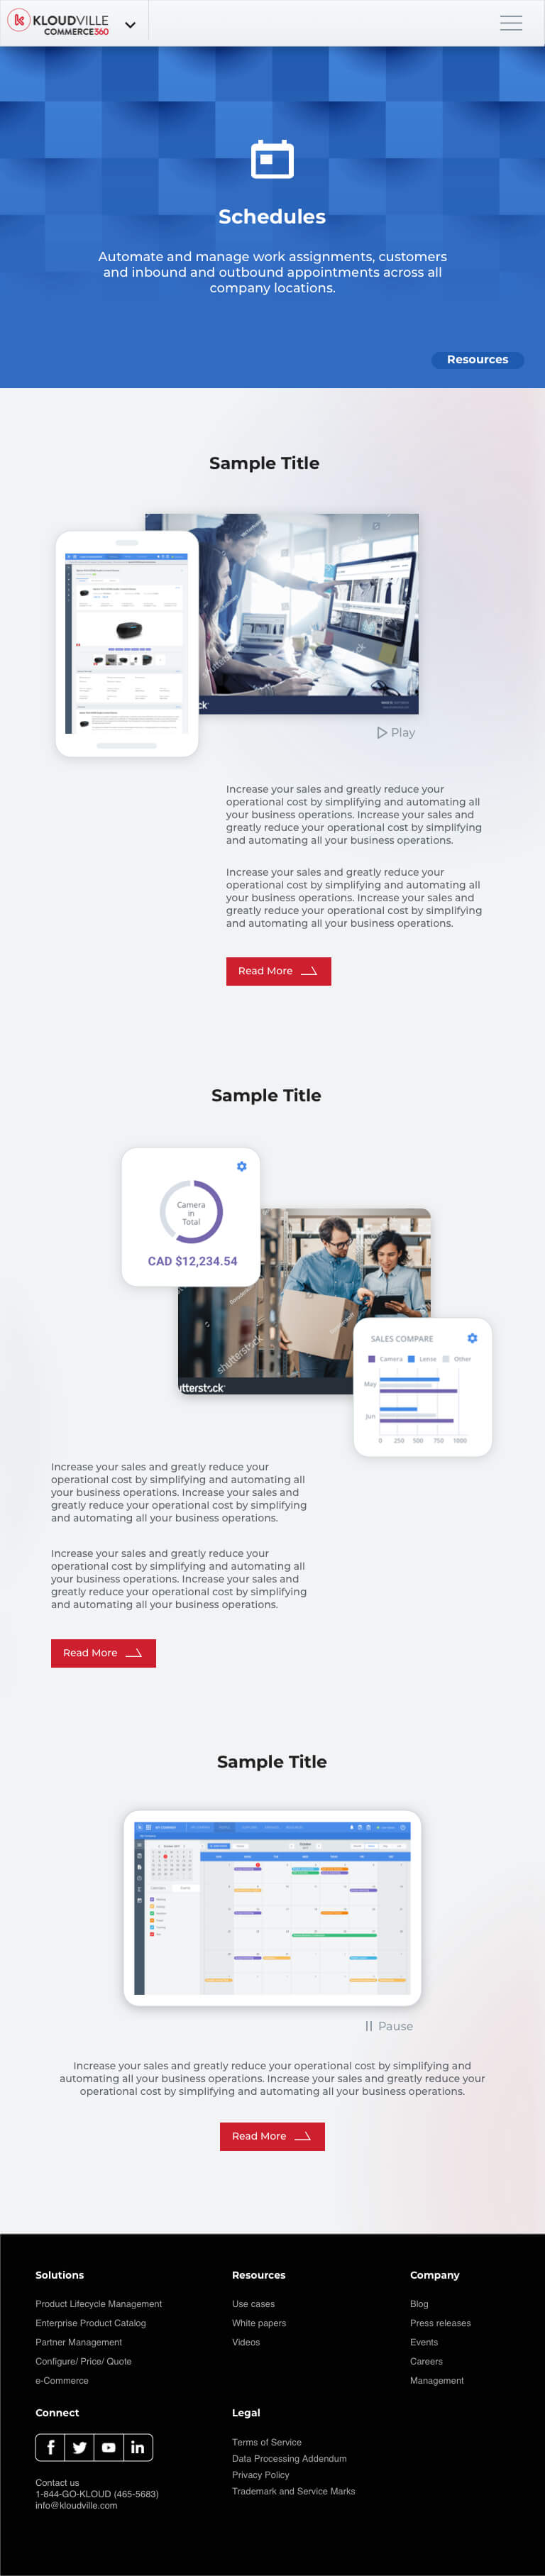 KLOUDVILLE
COMMERCE360
Schedules
Automate and manage work assignments, customers
and inbound and outbound appointments across all
company locations.
Resources
Sample Title
Play
Increase your sales and greatly reduce your
operational cost by simplifying and automating all
your business operations. Increase your sales and
greatly reduce your operational cost by simplifying
and automating all your business operations.
Increase your sales and greatly reduce your
operational cost by simplifying and automating all
your business operations. Increase your sales and
greatly reduce your operational cost by simplifying
and automating all your business operations.
Read More
Sample Title
Camera
in
Total
CAD $12,234.54
shutterstock
SALES COMPARE
Camera Lense Other
May
Jun
0 250 500 750 1000
Increase your sales and greatly reduce your
operational cost by simplifying and automating all
your business operations. Increase your sales and
greatly reduce your operational cost by simplifying
and automating all your business operations.
Increase your sales and greatly reduce your
operational cost by simplifying and automating all
your business operations. Increase your sales and
greatly reduce your operational cost by simplifying
and automating all your business operations.
Read More
Sample Title
Pause
Increase your sales and greatly reduce your operational cost by simplifying and
automating all your business operations. Increase your sales and greatly reduce your
operational cost by simplifying and automating all your business operations.
Read More
Solutions
Product Lifecycle Management
Enterprise Product Catalog
Partner Management
Configure/ Price/ Quote
e-Commerce
Resources
Use cases
White papers
Videos
Company
Blog
Press releases
Events
Careers
Management
Connect
Contact us
1-844-GO-KLOUD (465-5683)
info@kloudville.com
Legal
Terms of Service
Data Processing Addendum
Privacy Policy
Trademark and Service Marks